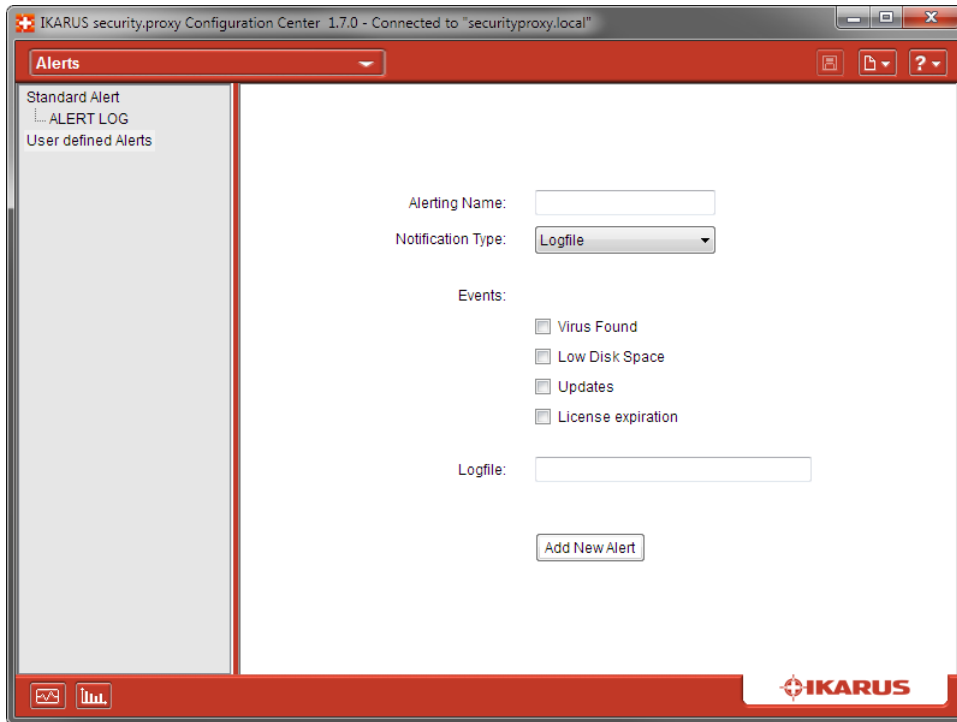 IKARUS security.proxy Configuration Center 1.7.0 - Connected to "securityproxy.local"
Alerts
?
Standard Alert
ALERT LOG
User defined Alerts
Alerting Name:
Notification Type: Logfile
Events:
Virus Found
Low Disk Space
Updates
License expiration
Logfile:
Add New Alert
IKARUS